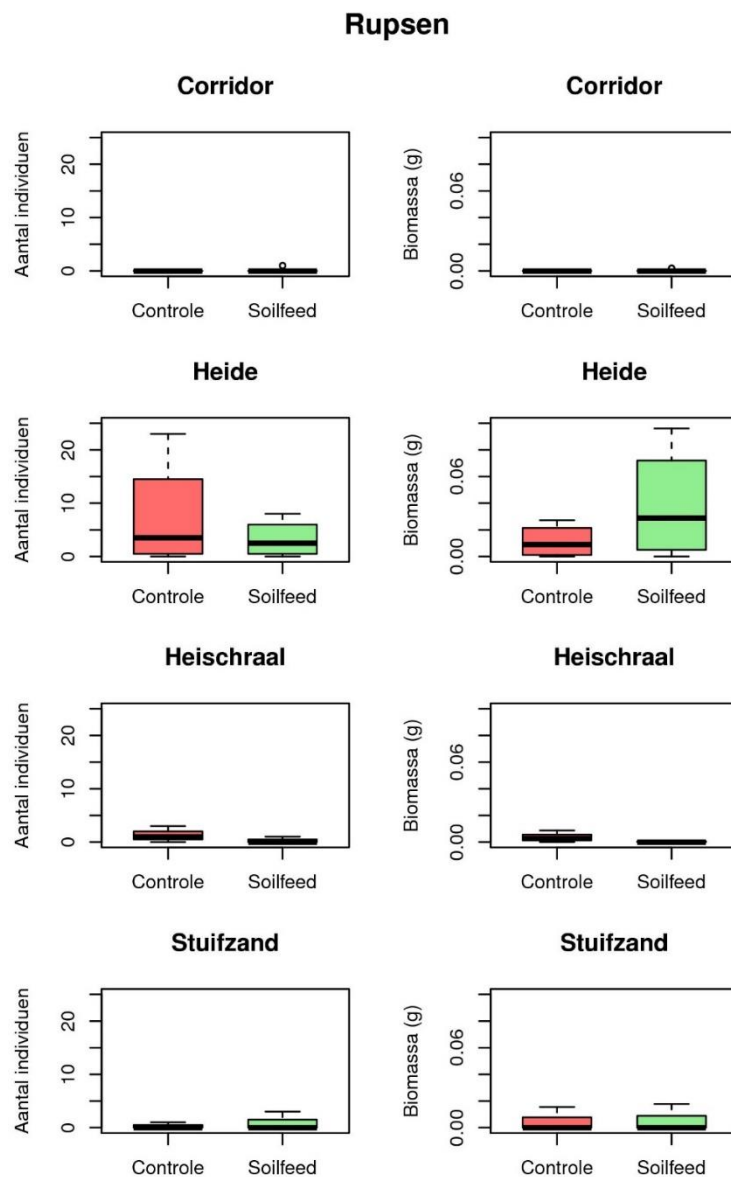 Rupsen
Corridor
Aantal individuen
20
10
0
Controle
Soilfeed
Corridor
Biomassa (g)
0.06
0.00
Controle
Soilfeed
Heide
Aantal individuen
20
10
0
Controle
Soilfeed
Heide
Biomassa (g)
0.06
0.00
Controle
Soilfeed
Heischraal
Aantal individuen
20
10
0
Controle
Soilfeed
Heischraal
Biomassa (g)
0.06
0.00
Controle
Soilfeed
Stuifzand
Aantal individuen
20
10
0
Controle
Soilfeed
Stuifzand
Biomassa (g)
0.06
0.00
Controle
Soilfeed